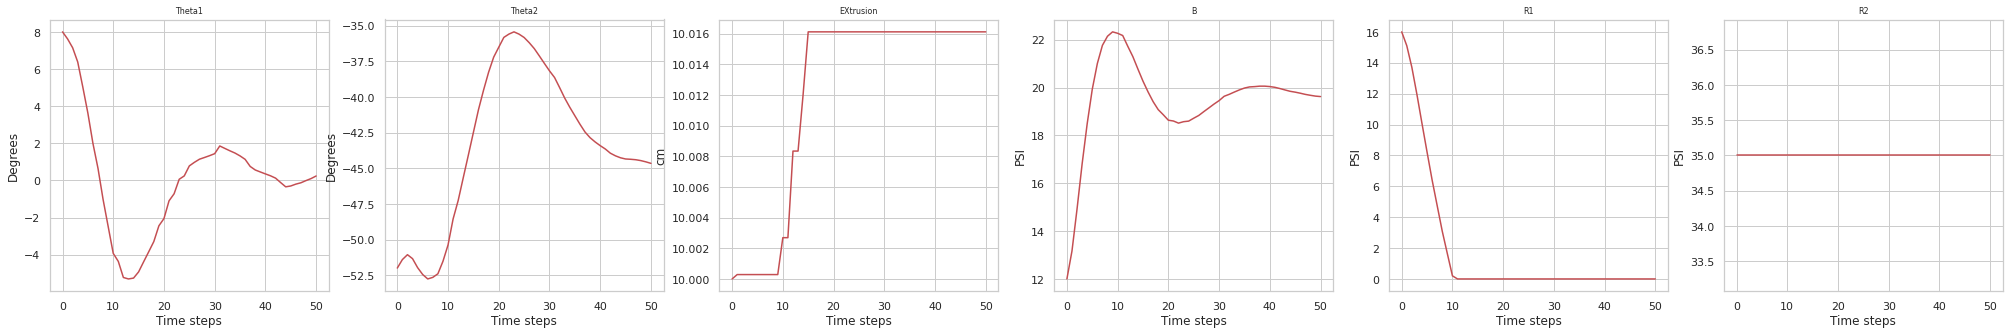 Theta1
8
6
4
2
0
−2
−4
Degrees
0 10 20 30 40 50
Time steps
Theta2
−35.0
−37.5
−40.0
−42.5
−45.0
−47.5
−50.0
−52.5
Degrees
0 10 20 30 40 50
Time steps
EXtrusion
10.016
10.014
10.012
10.010
10.008
10.006
10.004
10.002
10.000
cm
0 10 20 30 40 50
Time steps
B
22
20
18
16
14
12
PSI
0 10 20 30 40 50
Time steps
R1
16
14
12
10
8
6
4
2
0
PSI
0 10 20 30 40 50
Time steps
R2
36.5
36.0
35.5
35.0
34.5
34.0
33.5
PSI
0 10 20 30 40 50
Time steps